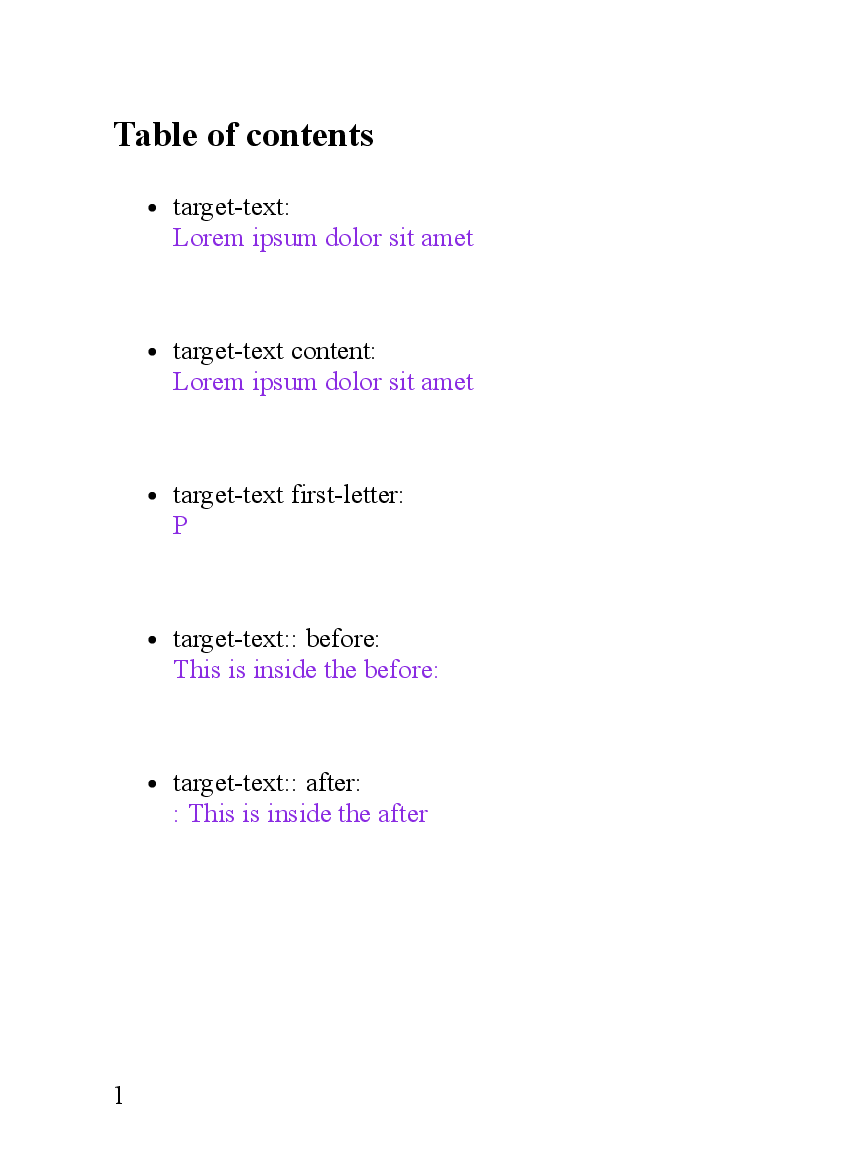 Table of contents
• target-text:
Lorem ipsum dolor sit amet
• target-text content:
Lorem ipsum dolor sit amet
• target-text first-letter:
P
• target-text:: before:
This is inside the before:
• target-text:: after:
: This is inside the after
1